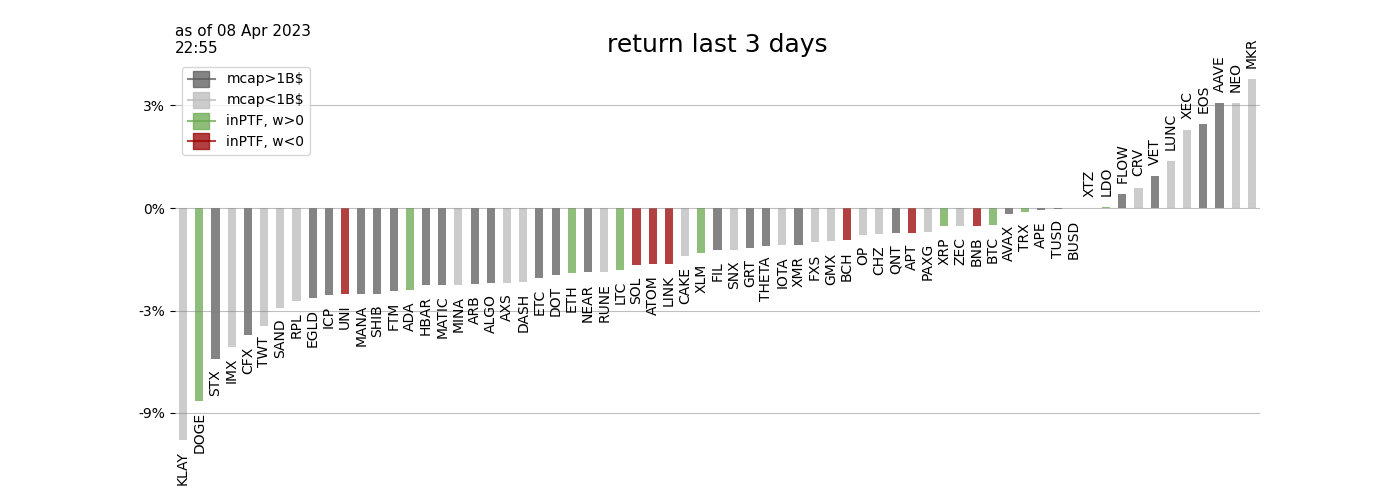 as of 08 Apr 2023
22:55
return last 3 days
mcap>1B$
mcap<1B$
inPTF, w>0
inPTF, w<0
3%
0%
-3%
-9%
KLAY
DOGE
STX
IMX
CFX
TWT
SAND
RPL
EGLD
ICP
UNI
MANA
SHIB
FTM
ADA
HBAR
MATIC
MINA
ARB
ALGO
AXS
DASH
ETC
DOT
ETH
NEAR
RUNE
LTC
SOL
ATOM
LINK
CAKE
XLM
FIL
SNX
GRT
THETA
IOTA
XMR
FXS
GMX
BCH
OP
CHZ
QNT
APT
PAXG
XRP
ZEC
BNB
BTC
AVAX
TRX
APE
TUSD
BUSD
XTZ
LDO
FLOW
CRV
VET
LUNC
XEC
EOS
AAVE
NEO
MKR